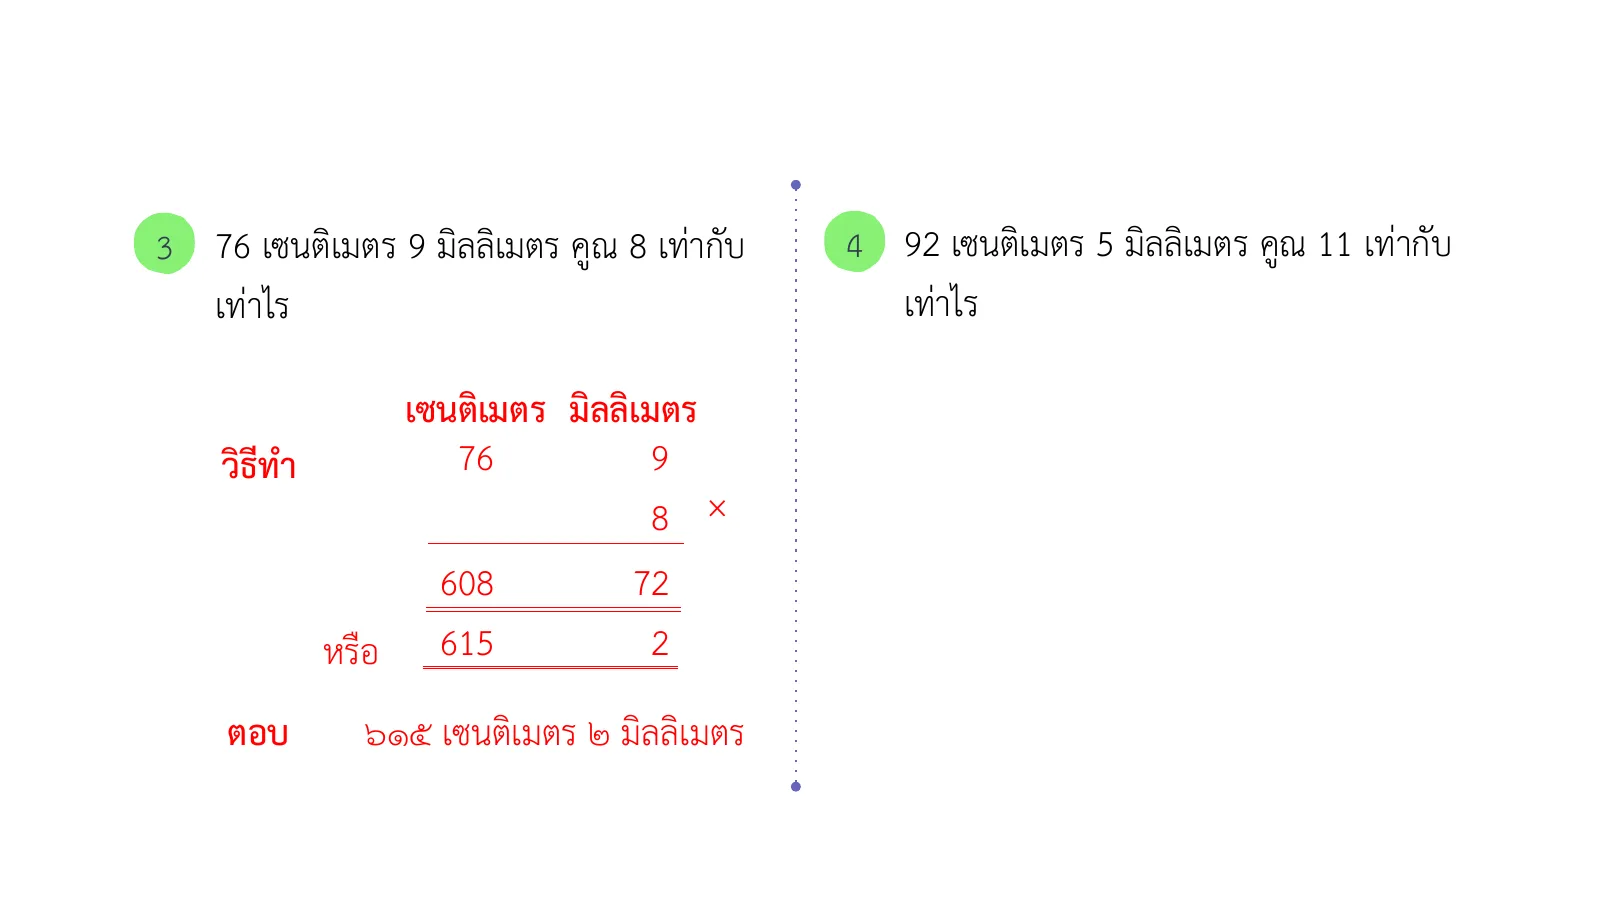 3 76 เซนติเมตร 9 มิลลิเมตร คูณ 8 เท่ากับ
เท่าไร
เซนติเมตร มิลลิเมตร
วิธีทำ 76 9
8 ×
608 72
หรือ 615 2
ตอบ ๖๑๕ เซนติเมตร ๒ มิลลิเมตร
4 92 เซนติเมตร 5 มิลลิเมตร คูณ 11 เท่ากับ
เท่าไร